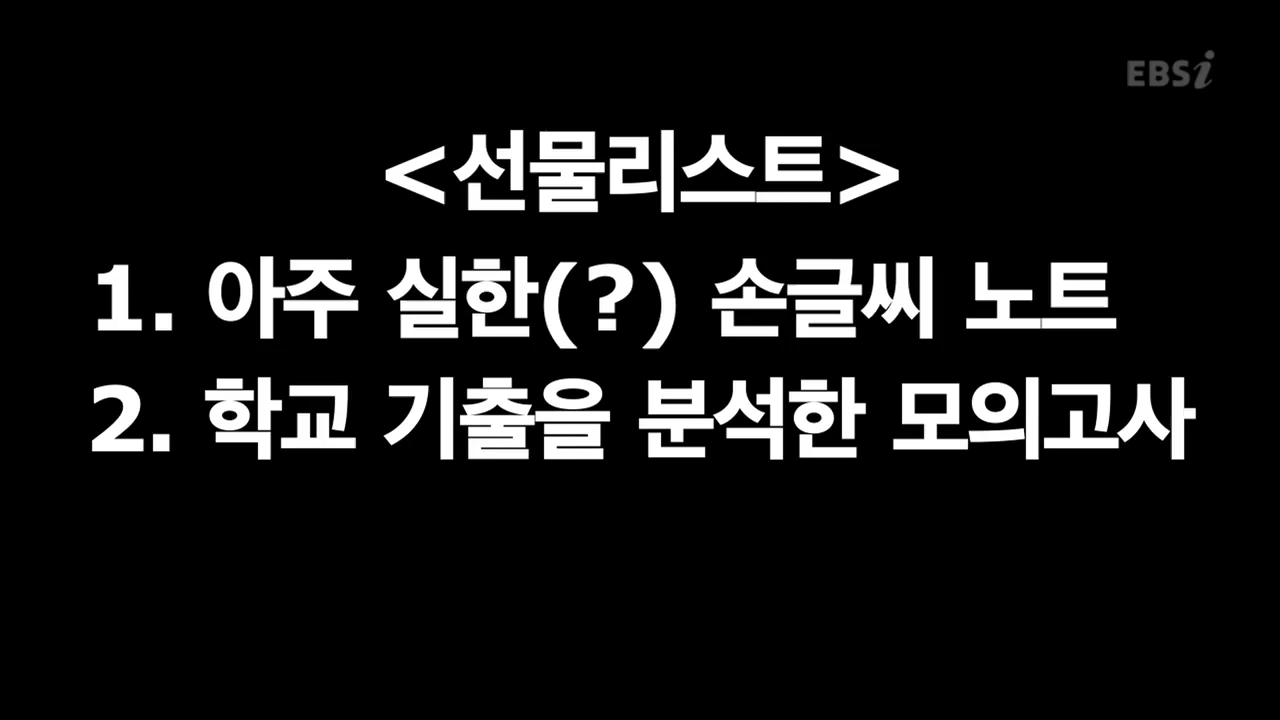 EBSi
<선물리스트>
1. 아주 실한(?) 손글씨 노트
2. 학교 기출을 분석한 모의고사